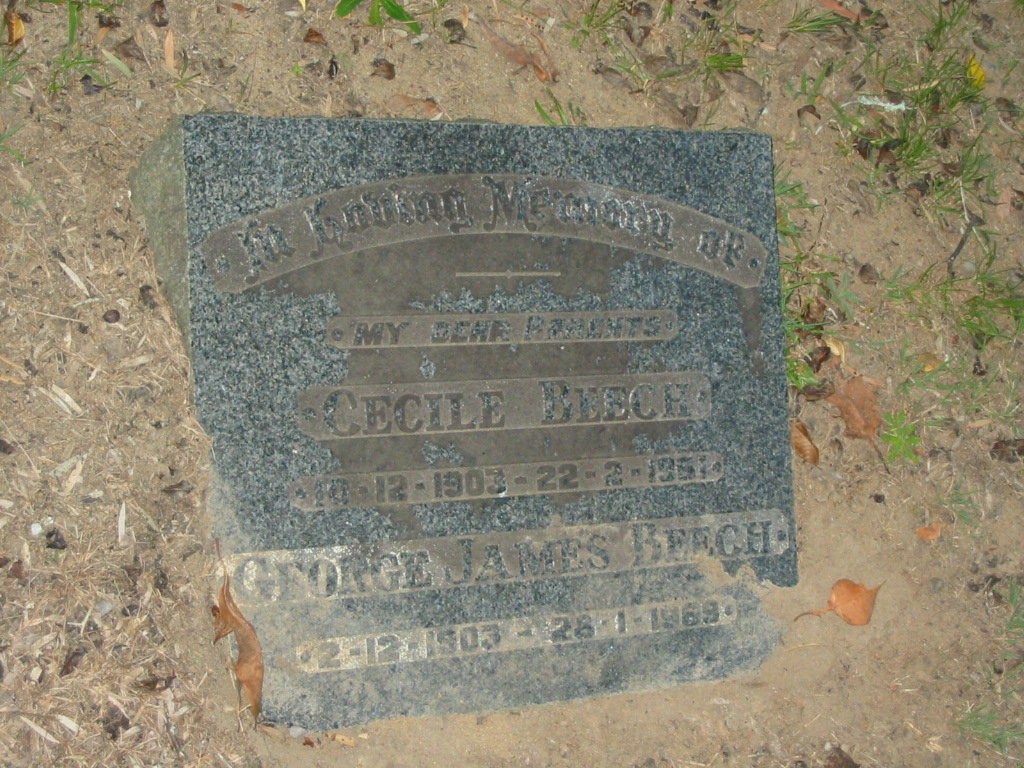 In Loving Memory of
MY DEAR PARENTS
CECILE BEECH
18-12-1903-22-2-1951
GEORGE JAMES BEECH
2-12-1903 - 28-1-1969